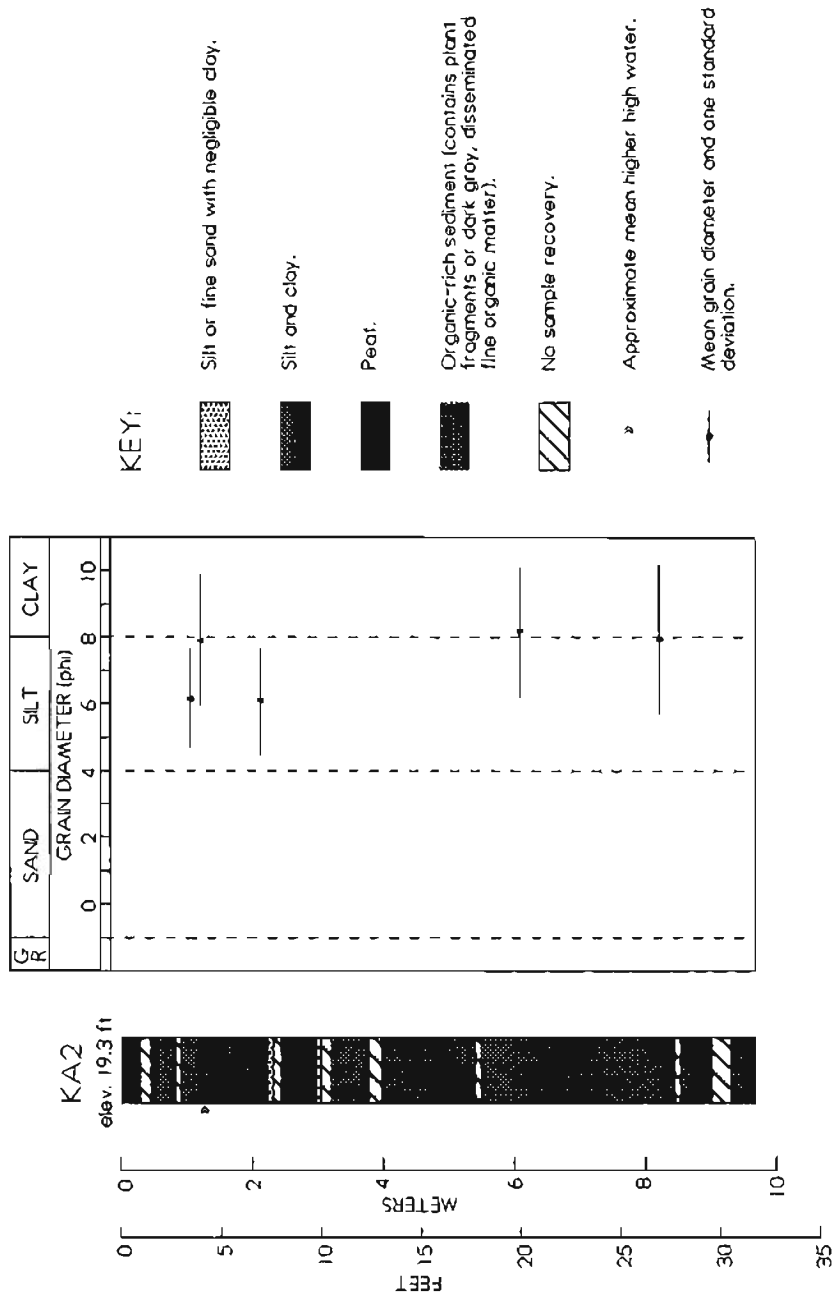 KA2
elev. 19.3 ft
0
2
4
6
8
10
METERS
0
5
10
15
20
25
30
35
FEET
GR
SAND
SILT
CLAY
GRAIN DIAMETER (phi)
0
2
4
6
8
10
KEY:
Silt or fine sand with negligible clay.
Silt and clay.
Peat.
Organic-rich sediment (contains plant
fragments or dark gray, disseminated
fine organic matter).
No sample recovery.
Approximate mean higher high water.
Mean grain diameter and one standard
deviation.